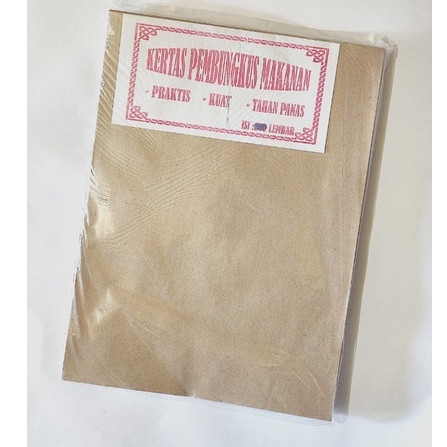 KERTAS PEMBUNGKUS MAKANAN
- PRAKTIS - KUAT - TAHAN PANAS
ISI : LEMBAR